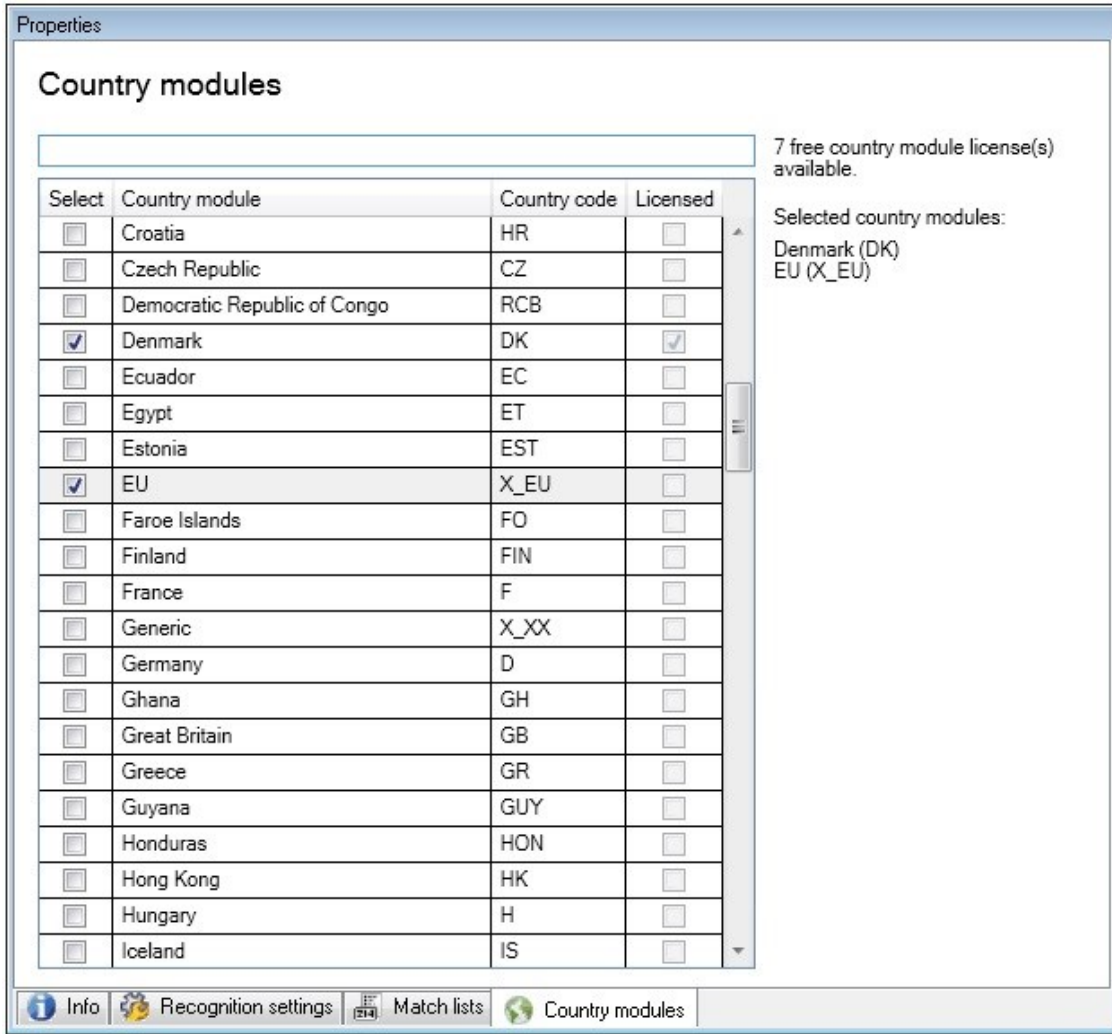 Properties
Country modules
7 free country module license(s)
available.
Selected country modules:
Denmark (DK)
EU (X_EU)
Select Country module Country code Licensed
Croatia HR
Czech Republic CZ
Democratic Republic of Congo RCB
Denmark DK
Ecuador EC
Egypt ET
Estonia EST
EU X_EU
Faroe Islands FO
Finland FIN
France F
Generic X_XX
Germany D
Ghana GH
Great Britain GB
Greece GR
Guyana GUY
Honduras HON
Hong Kong HK
Hungary H
Iceland IS
Info Recognition settings Match lists Country modules